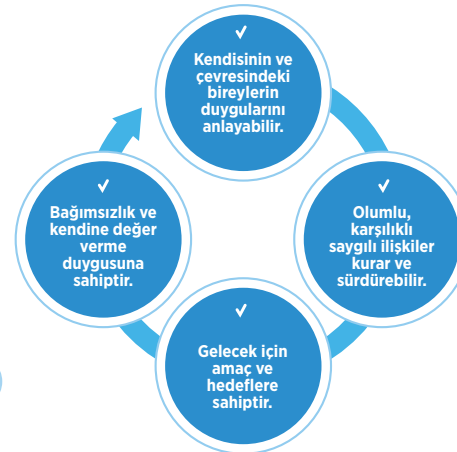 Kendisinin ve
çevresindeki
bireylerin
duygularını
anlayabilir.
Olumlu,
karşılıklı
saygılı ilişkiler
kurar ve
sürdürebilir.
Gelecek için
amaç ve
hedeflere
sahiptir.
Bağımsızlık ve
kendine değer
verme
duygusuna
sahiptir.